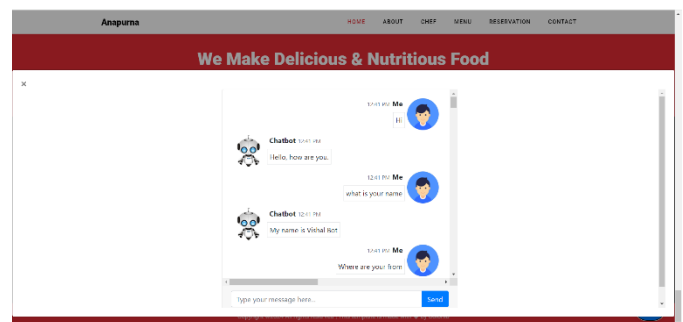 Anapurna
HOME ABOUT CHEF MENU RESERVATION CONTACT
We Make Delicious & Nutritious Food
×
12:41 PM Me
Hi
Chatbot 12:41 PM
Hello, how are you.
12:41 PM Me
what is your name
Chatbot 12:41 PM
My name is Vishal Bot
12:41 PM Me
Where are your from
Type your message here...
Send